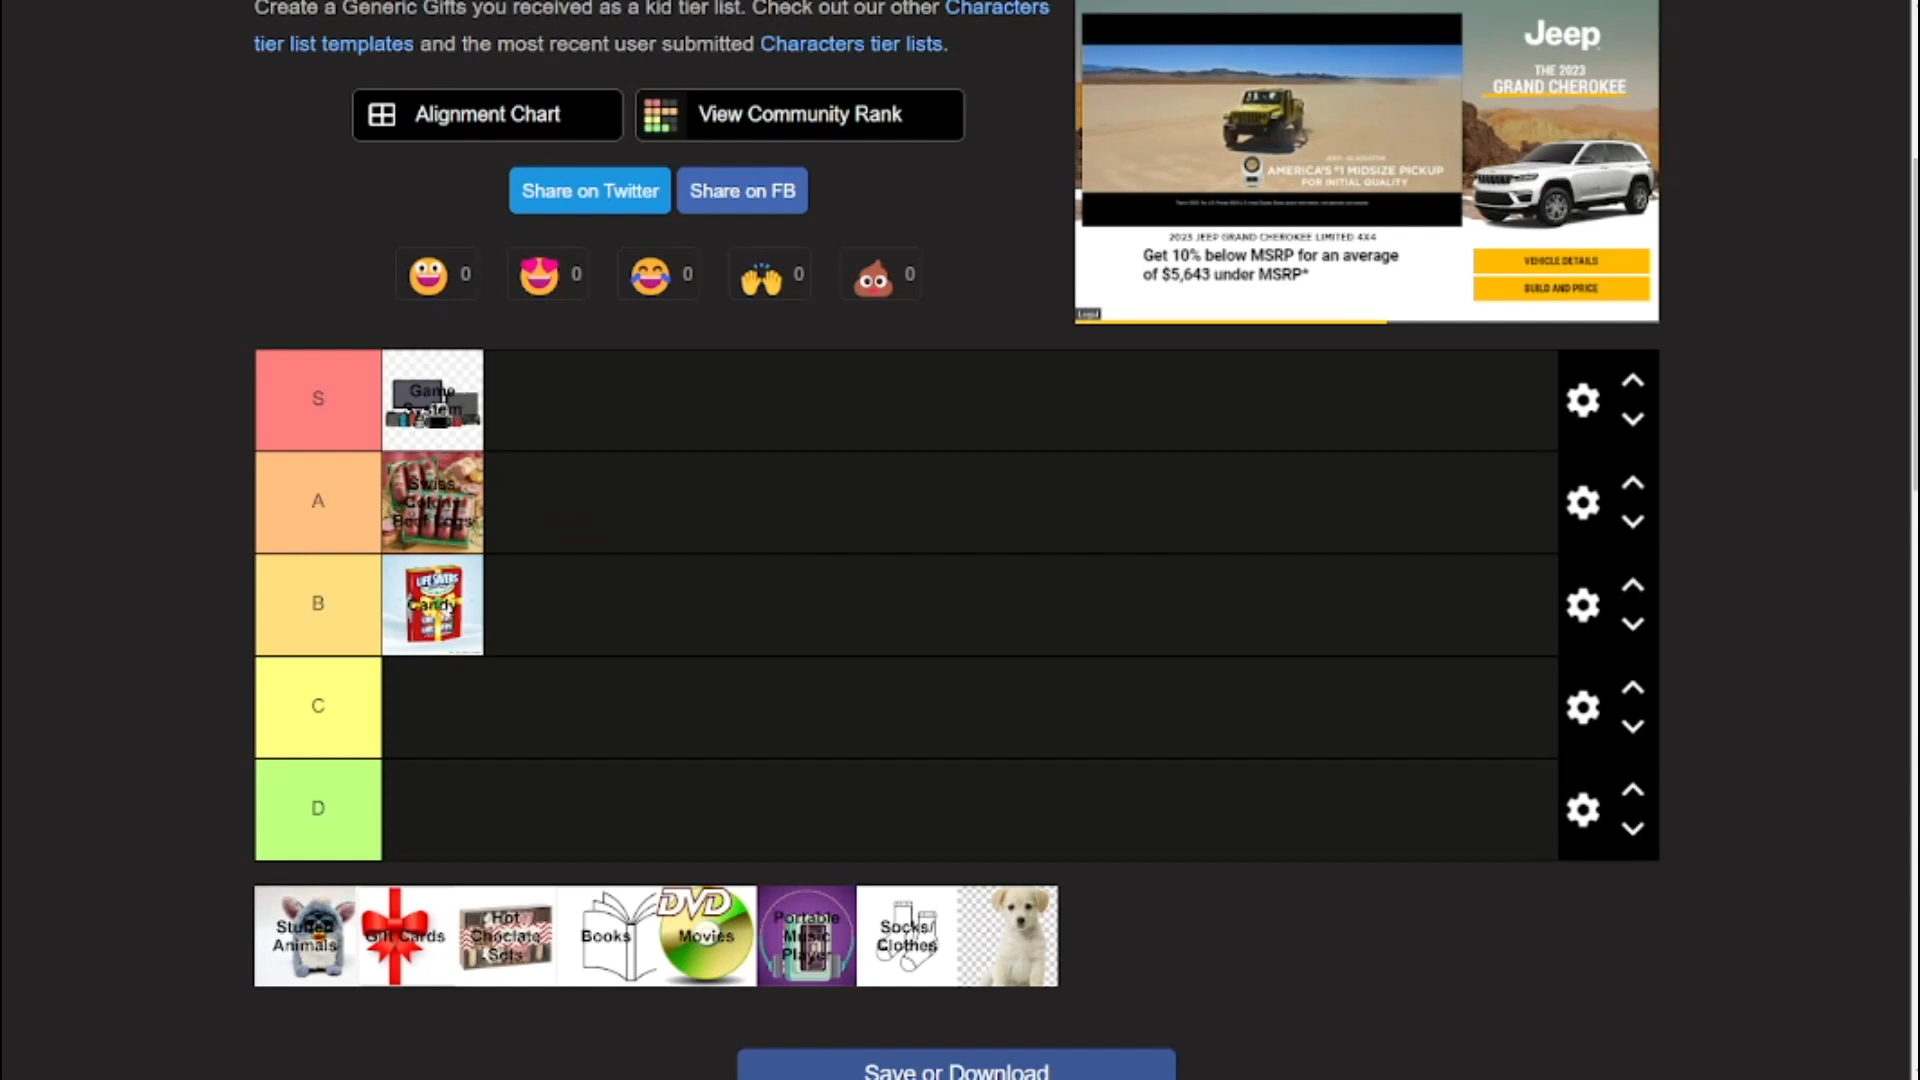 Create a Generic Gifts you received as a kid tier list. Check out our other Characters
tier list templates and the most recent user submitted Characters tier lists.
Alignment Chart
View Community Rank
Share on Twitter
Share on FB
0
0
0
0
0
Jeep
THE 2023
GRAND CHEROKEE
JEEP GLADIATOR
AMERICA'S #1 MIDSIZE PICKUP
FOR INITIAL QUALITY
2023 JEEP GRAND CHEROKEE LIMITED 4X4
Get 10% below MSRP for an average
of $5,643 under MSRP*
VEHICLE DETAILS
BUILD AND PRICE
Legal
S
Game
System
A
Swiss
Colony
Beef Logs
B
LIFE SAVERS
Candy
C
D
Stuffed
Animals
Gift Cards
Hot
Choclate
Sets
Books
DVD
Movies
Portable
Music
Player
Socks/
Clothes
Save or Download